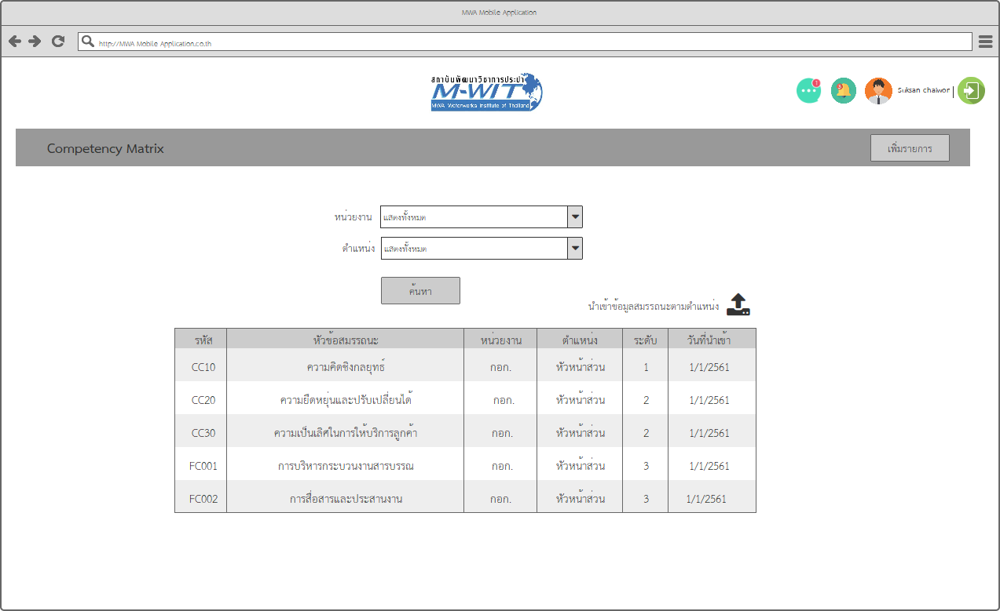 MWA Mobile Application
http://MWA Mobile Application.co.th
สถาบันพัฒนาวิชาการประปา
M-WIT
MWA Waterworks Institute of Thailand
1
5
Suksan chaiwon
Competency Matrix
เพิ่มรายการ
หน่วยงาน แสดงทั้งหมด
ตำแหน่ง แสดงทั้งหมด
ค้นหา
นำเข้าข้อมูลสมรรถนะตามตำแหน่ง
รหัส หัวข้อสมรรถนะ หน่วยงาน ตำแหน่ง ระดับ วันที่นำเข้า
CC10 ความคิดชิงกลยุทธ์ กอก. หัวหน้าส่วน 1 1/1/2561
CC20 ความยืดหยุ่นและปรับเปลี่ยนได้ กอก. หัวหน้าส่วน 2 1/1/2561
CC30 ความเป็นเลิศในการให้บริการลูกค้า กอก. หัวหน้าส่วน 2 1/1/2561
FC001 การบริหารกระบวนงานสารบรรณ กอก. หัวหน้าส่วน 3 1/1/2561
FC002 การสื่อสารและประสานงาน กอก. หัวหน้าส่วน 3 1/1/2561